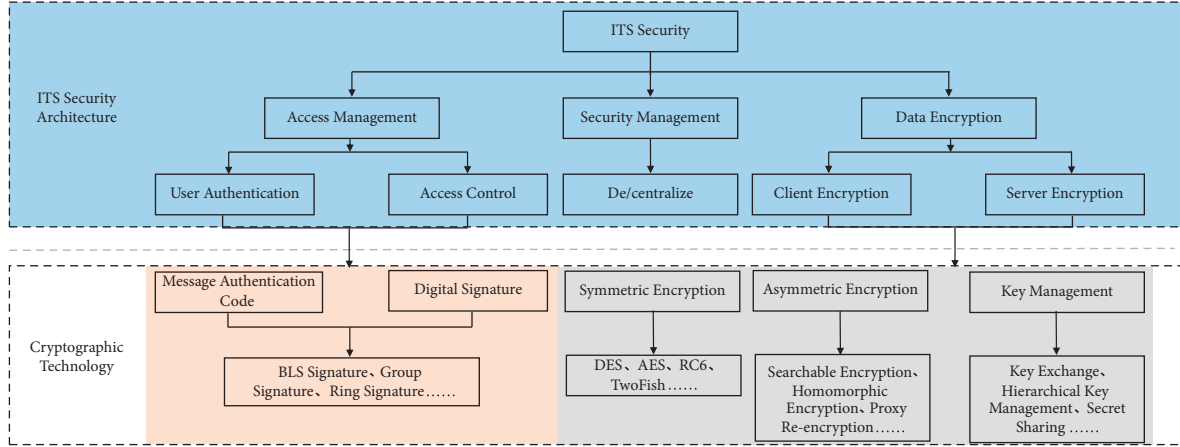 ITS Security
ITS Security
Architecture
Access Management
Security Management
Data Encryption
User Authentication
Access Control
De/centralize
Client Encryption
Server Encryption
Cryptographic
Technology
Message Authentication
Code
Digital Signature
Symmetric Encryption
Asymmetric Encryption
Key Management
BLS Signature、Group
Signature、Ring Signature……
DES、AES、RC6、
TwoFish……
Searchable Encryption、
Homomorphic
Encryption、Proxy
Re-encryption……
Key Exchange、
Hierarchical Key
Management、Secret
Sharing ……